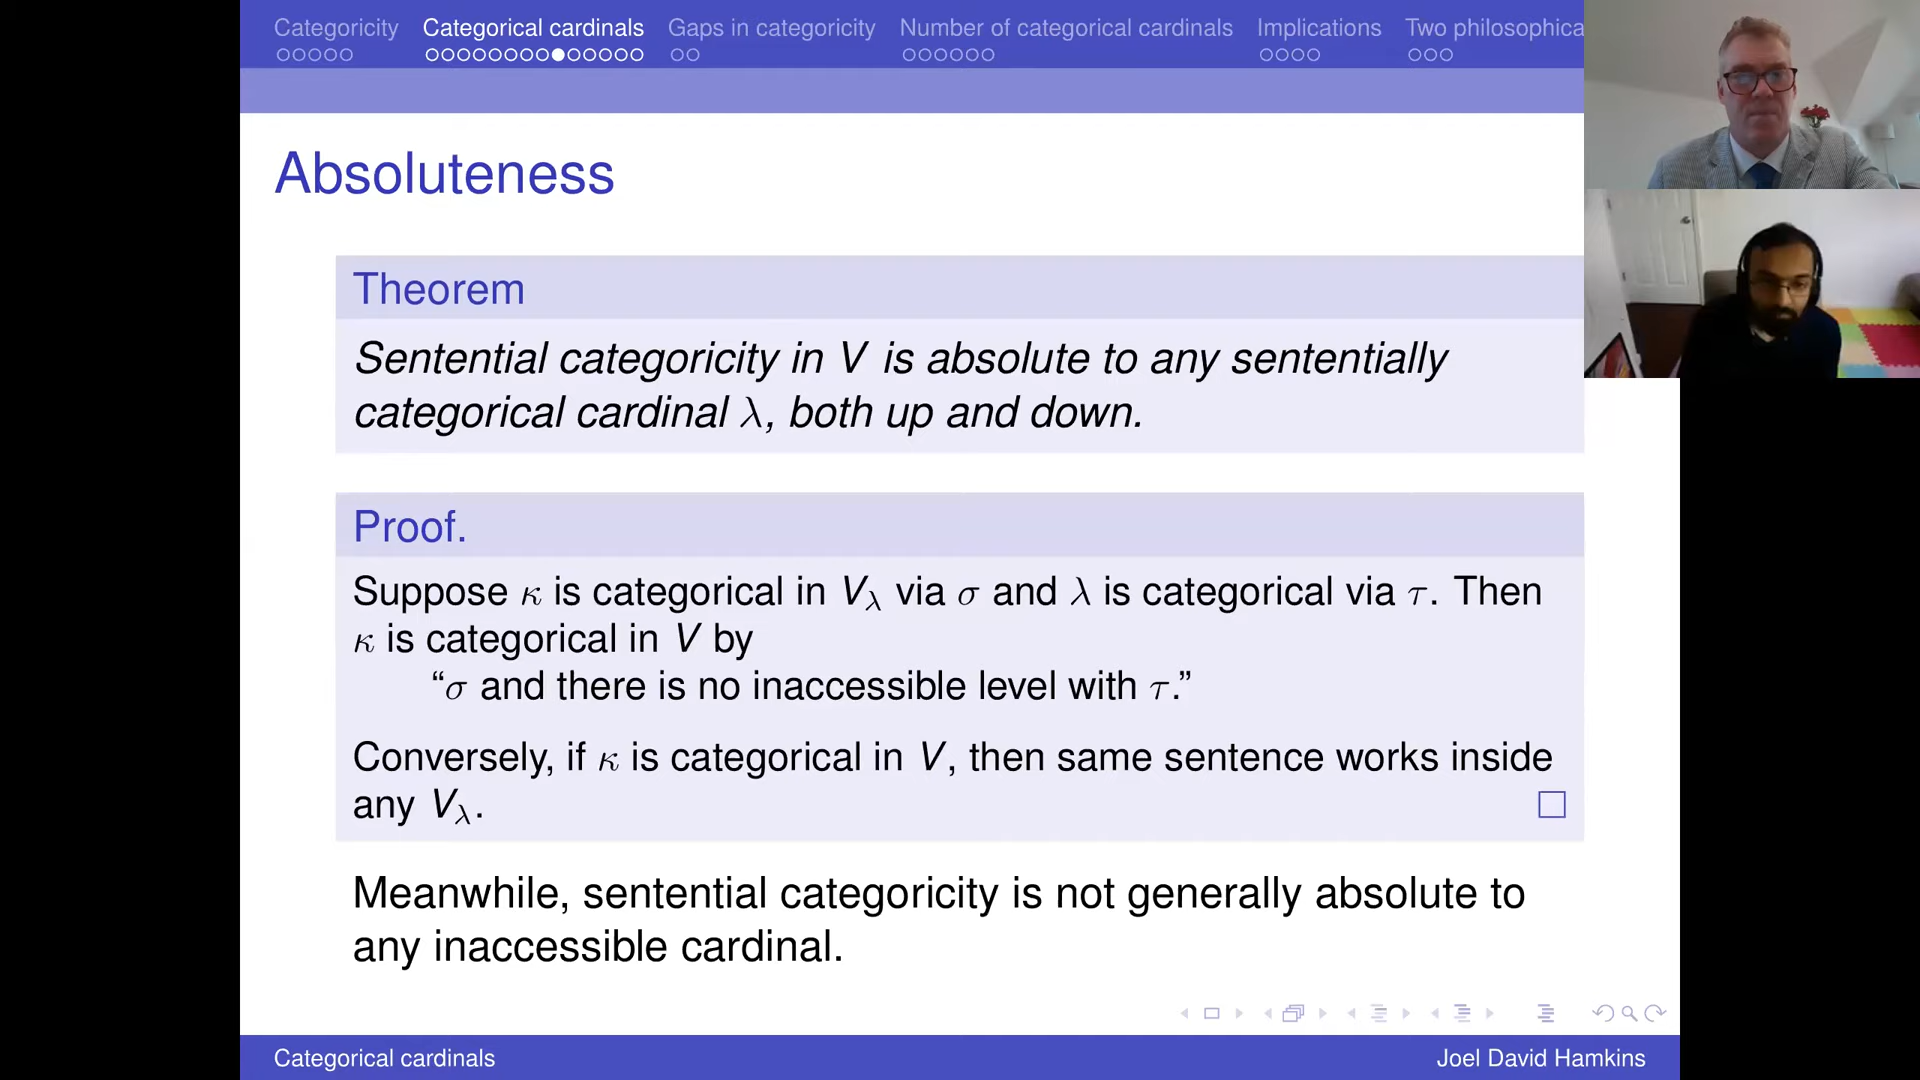 Categoricity Categorical cardinals Gaps in categoricity Number of categorical cardinals Implications Two philosophica
Absoluteness
Theorem
Sentential categoricity in V is absolute to any sententially
categorical cardinal λ, both up and down.
Proof.
Suppose κ is categorical in V_λ via σ and λ is categorical via τ. Then
κ is categorical in V by
“σ and there is no inaccessible level with τ.”
Conversely, if κ is categorical in V, then same sentence works inside
any V_λ.
Meanwhile, sentential categoricity is not generally absolute to
any inaccessible cardinal.
Categorical cardinals Joel David Hamkins